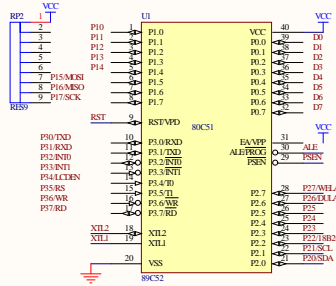 RP2
VCC
1
2
3
4
5
6
7 P15/MOSI
8 P16/MISO
9 P17/SCK
RES9
U1
P10 1 P1.0
P11 2 P1.1
P12 3 P1.2
P13 4 P1.3
P14 5 P1.4
6 P1.5
7 P1.6
8 P1.7
RST 9 RST/VPD
P30/TXD 10 P3.0/RXD
P31/RXD 11 P3.1/TXD
P32/INT0 12 P3.2/INT0
P33/INT1 13 P3.3/INT1
P34/LCDEN 14 P3.4/T0
P35/RS 15 P3.5/T1
P36/WR 16 P3.6/WR
P37/RD 17 P3.7/RD
XTL2 18 XTL2
XTL1 19 XTL1
20 VSS
80C51
89C52
VCC
VCC 40
P0.0 39 D0
P0.1 38 D1
P0.2 37 D2
P0.3 36 D3
P0.4 35 D4
P0.5 34 D5
P0.6 33 D6
P0.7 32 D7
VCC
EA/VPP 31
ALE/PROG 30 ALE
PSEN 29 PSEN
P2.7 28 P27/WELA
P2.6 27 P26/DULA
P2.5 26 P25
P2.4 25 P24
P2.3 24 P23
P2.2 23 P22/18B2
P2.1 22 P21/SCL
P2.0 21 P20/SDA